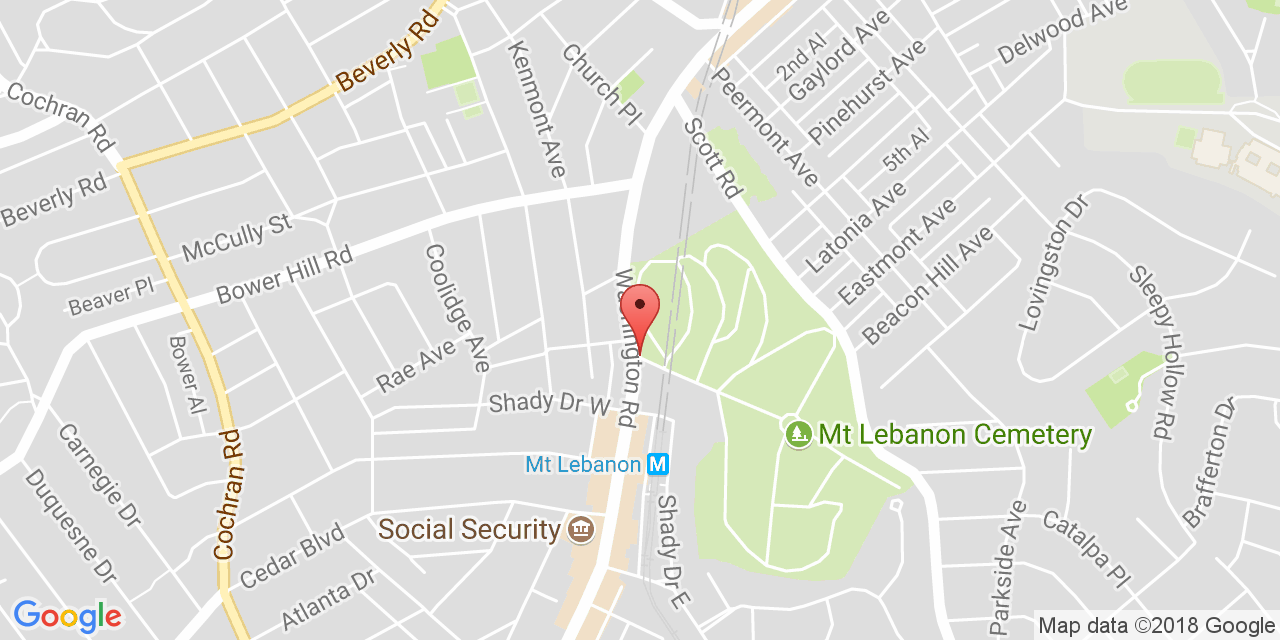 Beverly Rd
Delwood Ave
Kenmont Ave
Church Pl
2nd Al
Gaylord Ave
Pinehurst Ave
Peermont Ave
Cochran Rd
Scott Rd
5th Al
Beverly Rd
McCully St
Bower Hill Rd
Beaver Pl
Coolidge Ave
Rae Ave
Bower Al
Washington Rd
Latonia Ave
Eastmont Ave
Beacon Hill Ave
Lovingston Dr
Sleepy Hollow Rd
Brafferton Dr
Shady Dr W
Mt Lebanon Cemetery
Mt Lebanon M
Cochran Rd
Carnegie Dr
Duquesne Dr
Social Security
Shady Dr E
Cedar Blvd
Atlanta Dr
Parkside Ave
Catalpa Pl
Google
Map data ©2018 Google